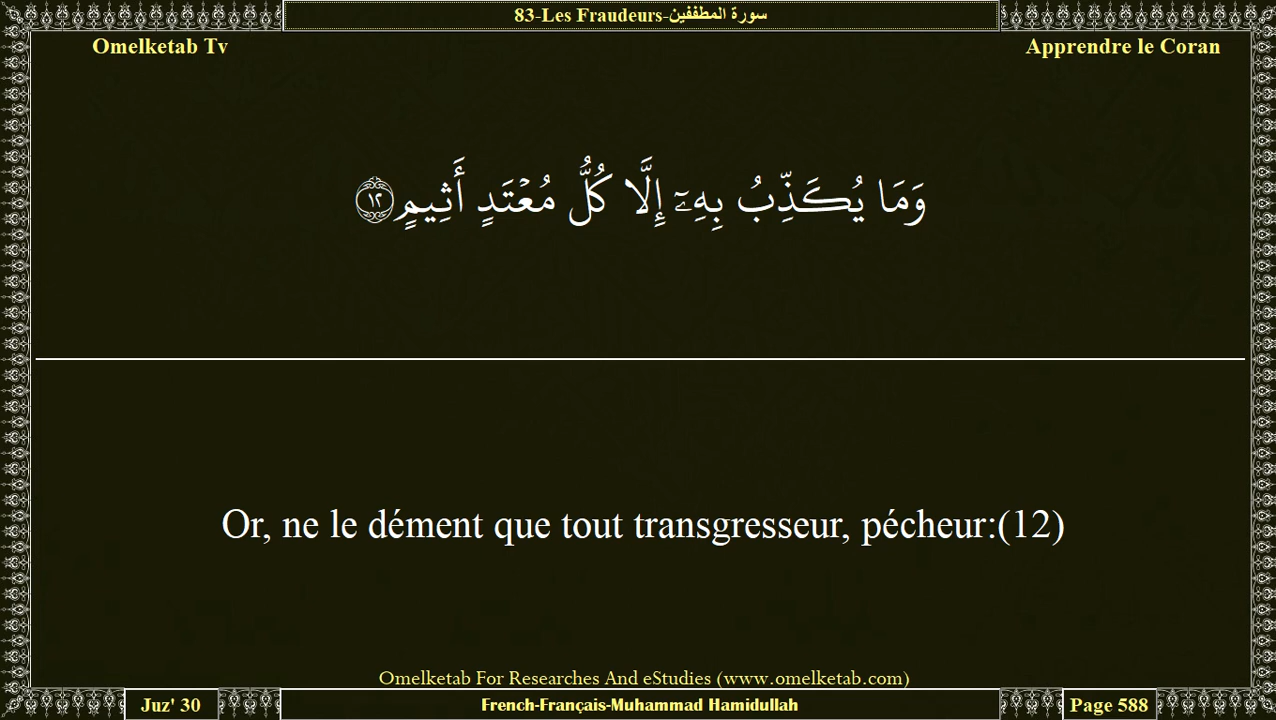 83-Les Fraudeurs-سورة المطففين
Omelketab Tv
Apprendre le Coran
وَمَا يُكَذِّبُ بِهِۦٓ إِلَّا كُلُّ مُعۡتَدٍ أَثِيمٍ ١٢
Or, ne le dément que tout transgresseur, pécheur:(12)
Omelketab For Researches And eStudies (www.omelketab.com)
Juz' 30
French-Français-Muhammad Hamidullah
Page 588